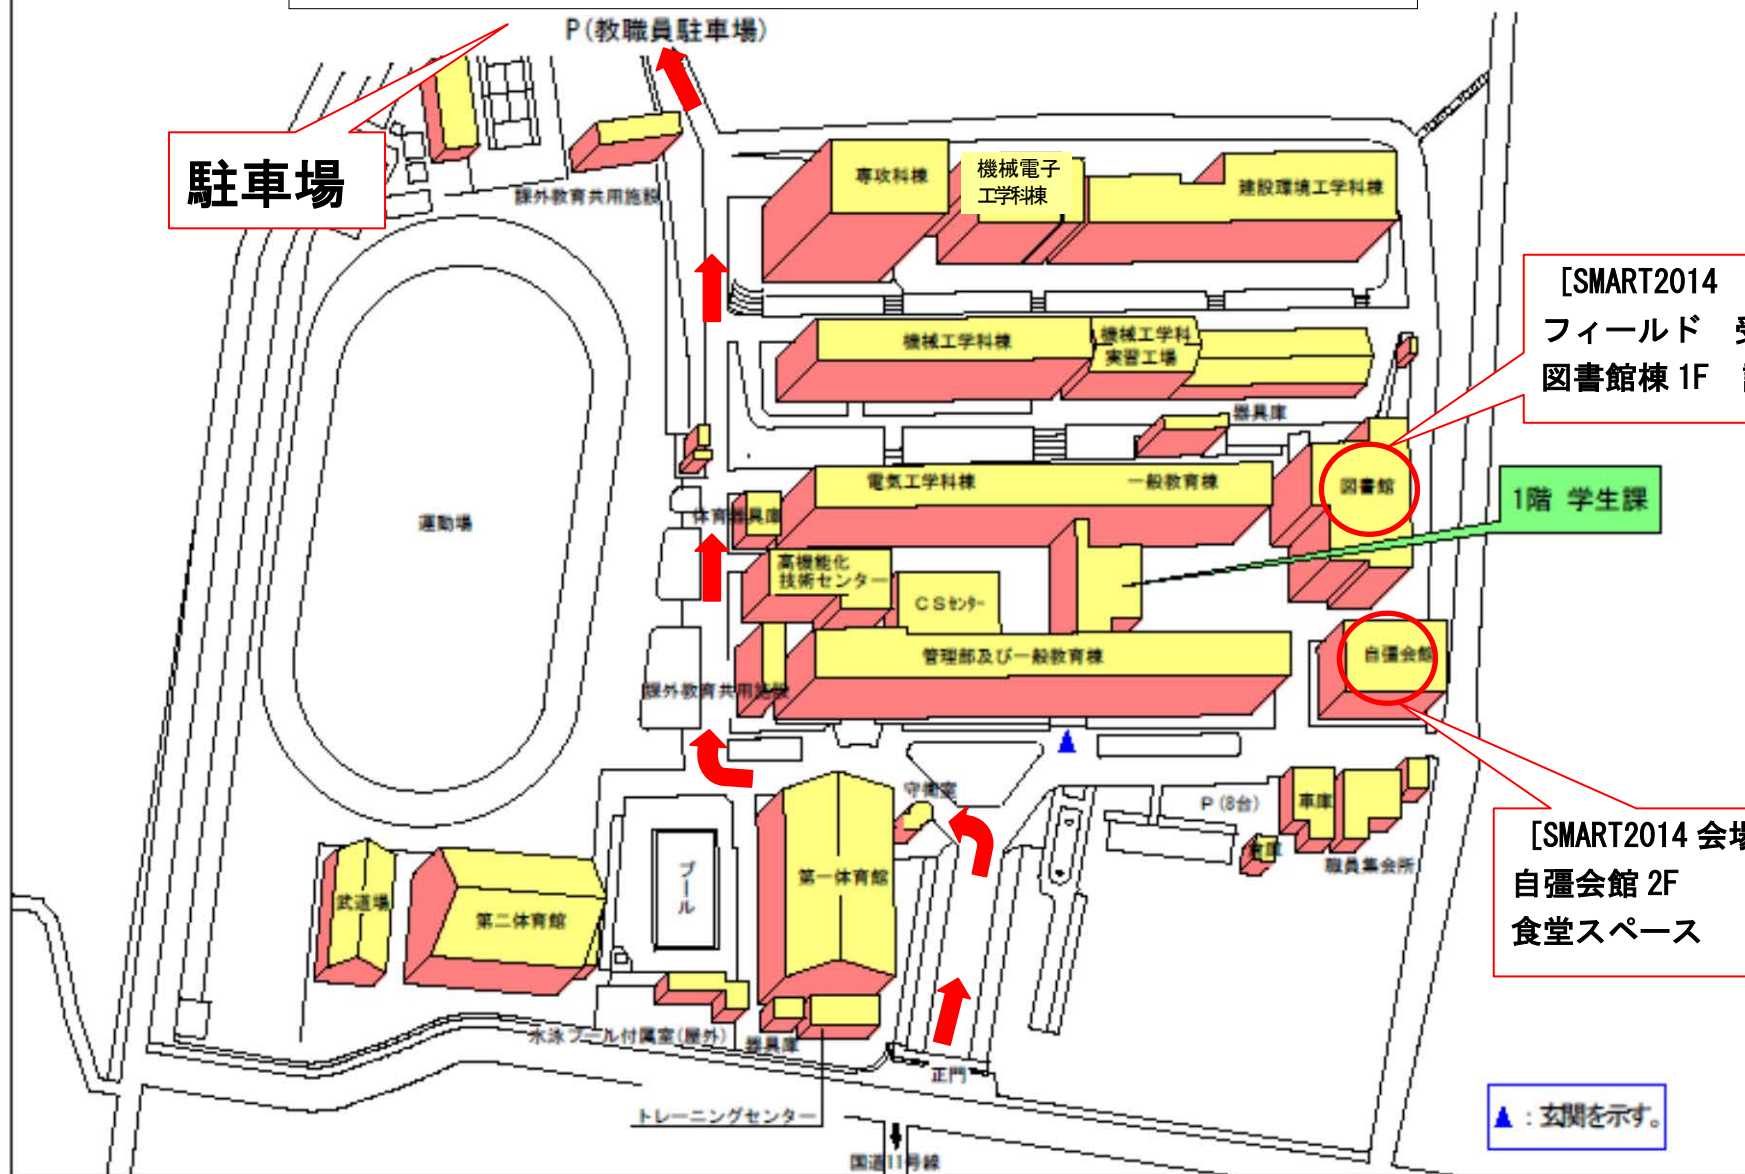 P(教職員駐車場)
駐車場
課外教育共用施設
専攻科棟
機械電子
工学科棟
建設環境工学科棟
[SMART2014
フィールド
図書館棟 1F
機械工学科棟
機械工学科
実習工場
器具庫
電気工学科棟
一般教育棟
図書館
1階 学生課
運動場
体育器具庫
高機能化
技術センター
CSセンター
管理部及び一般教育棟
自彊会館
課外教育共用施設
守衛室
P(8台)
車庫
倉庫
職員集会所
[SMART2014 会場
自彊会館 2F
食堂スペース
プール
第一体育館
武道場
第二体育館
水泳プール付属室(屋外)
器具庫
正門
トレーニングセンター
国道11号線
▲:玄関を示す。